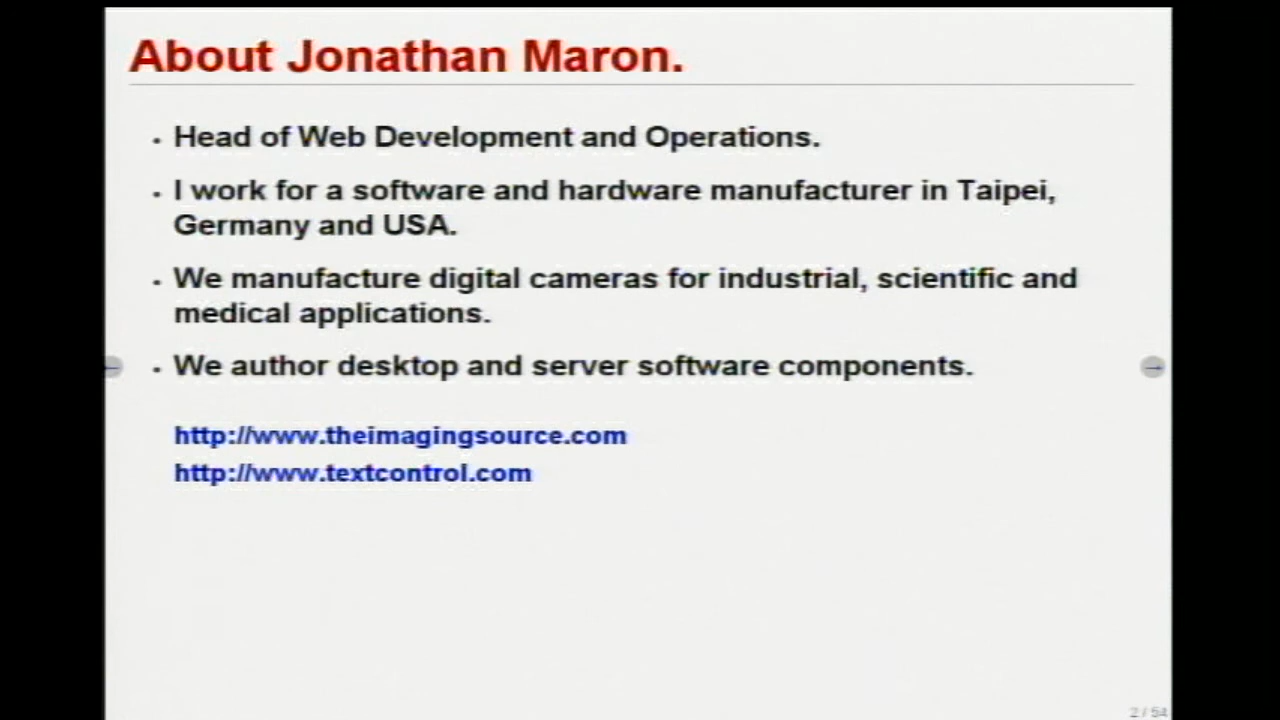 About Jonathan Maron.
Head of Web Development and Operations.
I work for a software and hardware manufacturer in Taipei,
Germany and USA.
We manufacture digital cameras for industrial, scientific and
medical applications.
We author desktop and server software components.
http://www.theimagingsource.com
http://www.textcontrol.com
2 / 54